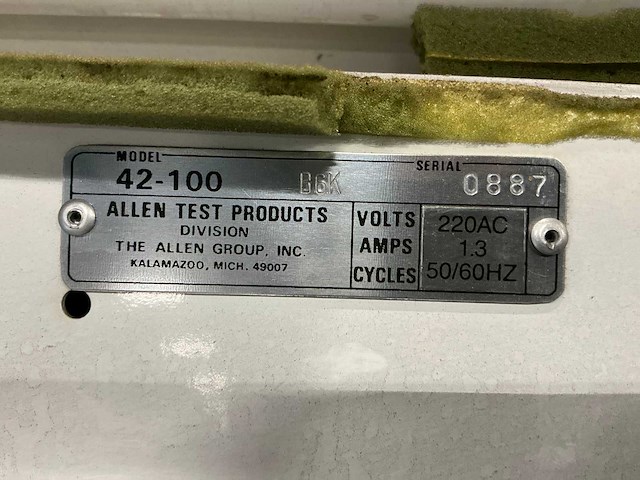 MODEL SERIAL
42-100 BGK 0887
ALLEN TEST PRODUCTS
DIVISION
THE ALLEN GROUP, INC.
KALAMAZOO, MICH. 49007
VOLTS 220AC
AMPS 1.3
CYCLES 50/60HZ